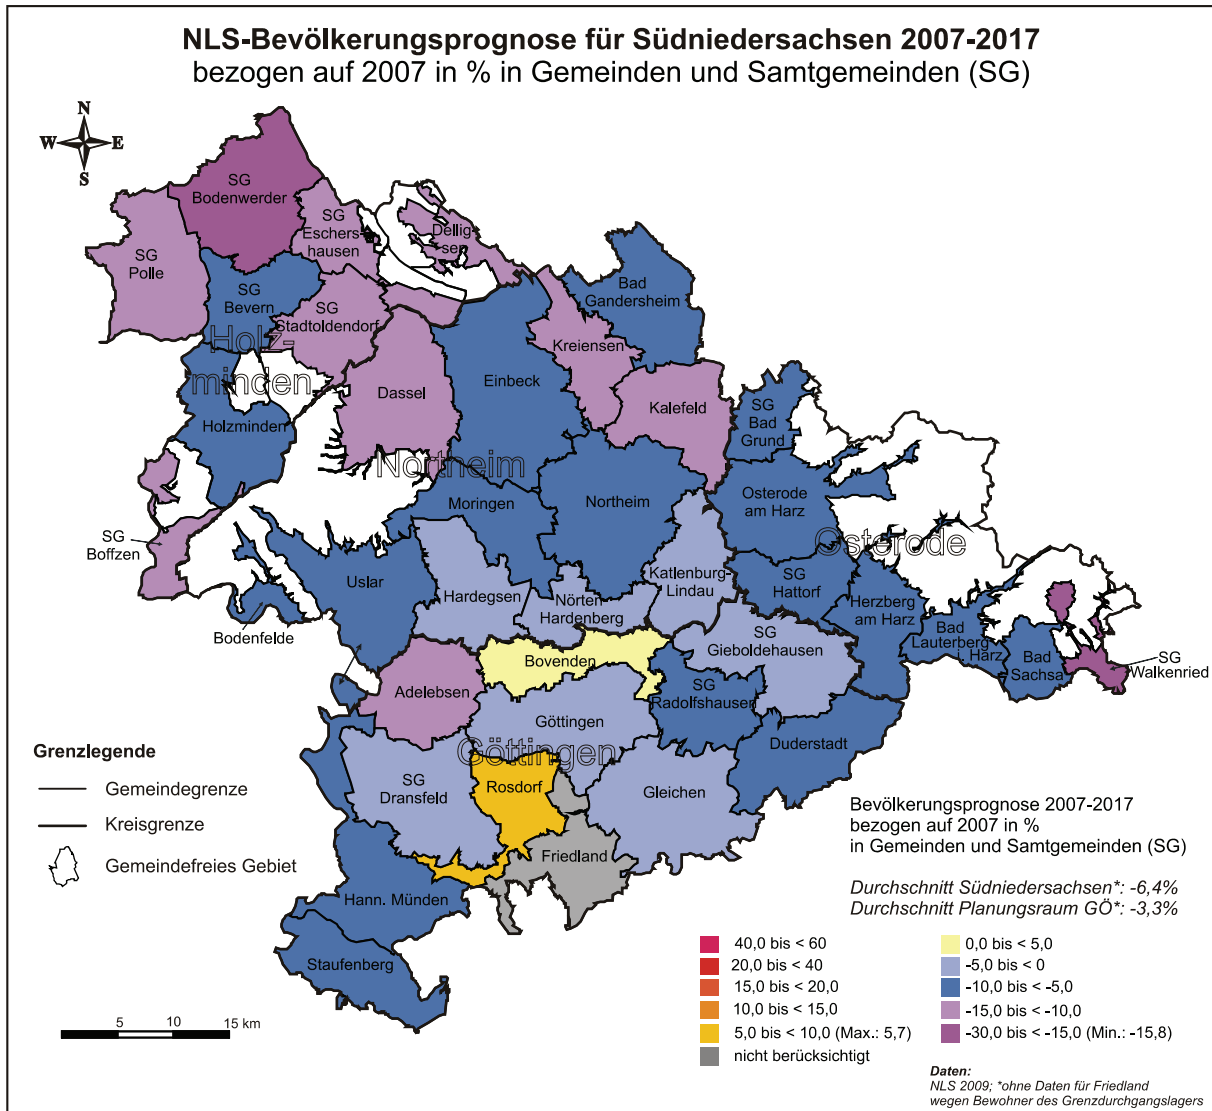 NLS-Bevölkerungsprognose für Südniedersachsen 2007-2017
bezogen auf 2007 in % in Gemeinden und Samtgemeinden (SG)
N
W E
S
SG
Bodenwerder
SG
Polle
SG
Eschers-
hausen
Dellig-
sen
SG
Bevern
SG
Stadtoldendorf
Bad
Gandersheim
Kreiensen
Holz-
minden
Dassel
Einbeck
Kalefeld
SG
Bad
Grund
Holzminden
Northeim
Moringen
Northeim
Osterode
am Harz
Osterode
SG
Boffzen
Uslar
Hardegsen
Nörten-
Hardenberg
Katlenburg-
Lindau
SG
Hattorf
Herzberg
am Harz
Bodenfelde
Bovenden
SG
Gieboldehausen
Bad
Lauterberg
i. Harz
Bad
Sachsa
SG
Walkenried
Adelebsen
SG
Radolfshausen
Göttingen
Göttingen
Duderstadt
SG
Dransfeld
Rosdorf
Gleichen
Friedland
Hann. Münden
Staufenberg
Grenzlegende
Gemeindegrenze
Kreisgrenze
Gemeindefreies Gebiet
5 10 15 km
Bevölkerungsprognose 2007-2017
bezogen auf 2007 in %
in Gemeinden und Samtgemeinden (SG)
Durchschnitt Südniedersachsen*: -6,4%
Durchschnitt Planungsraum GÖ*: -3,3%
40,0 bis < 60
20,0 bis < 40
15,0 bis < 20,0
10,0 bis < 15,0
5,0 bis < 10,0 (Max.: 5,7)
nicht berücksichtigt
0,0 bis < 5,0
-5,0 bis < 0
-10,0 bis < -5,0
-15,0 bis < -10,0
-30,0 bis < -15,0 (Min.: -15,8)
Daten:
NLS 2009; *ohne Daten für Friedland
wegen Bewohner des Grenzdurchgangslagers